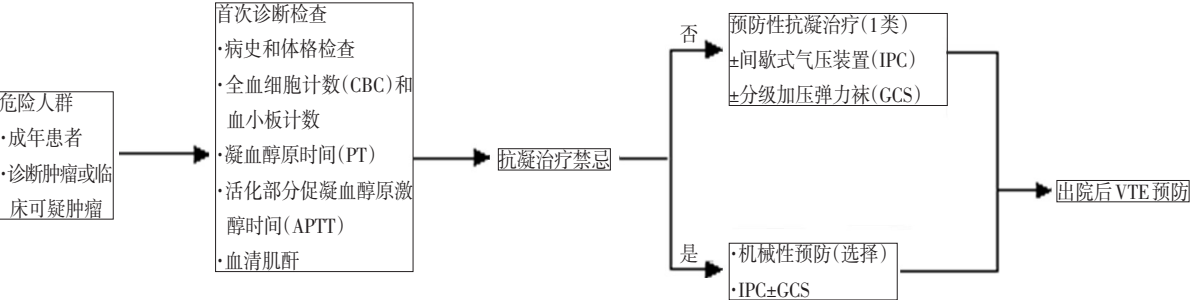 危险人群
·成年患者
·诊断肿瘤或临
床可疑肿瘤
首次诊断检查
·病史和体格检查
·全血细胞计数(CBC)和
血小板计数
·凝血醇原时间(PT)
·活化部分促凝血醇原激
醇时间(APTT)
·血清肌酐
抗凝治疗禁忌
否
预防性抗凝治疗(1类)
±间歇式气压装置(IPC)
±分级加压弹力袜(GCS)
是
·机械性预防(选择)
·IPC±GCS
出院后VTE预防